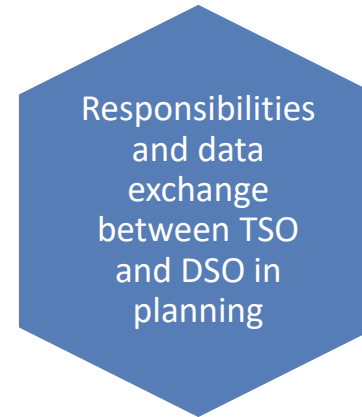 Responsibilities
and data
exchange
between TSO
and DSO in
planning